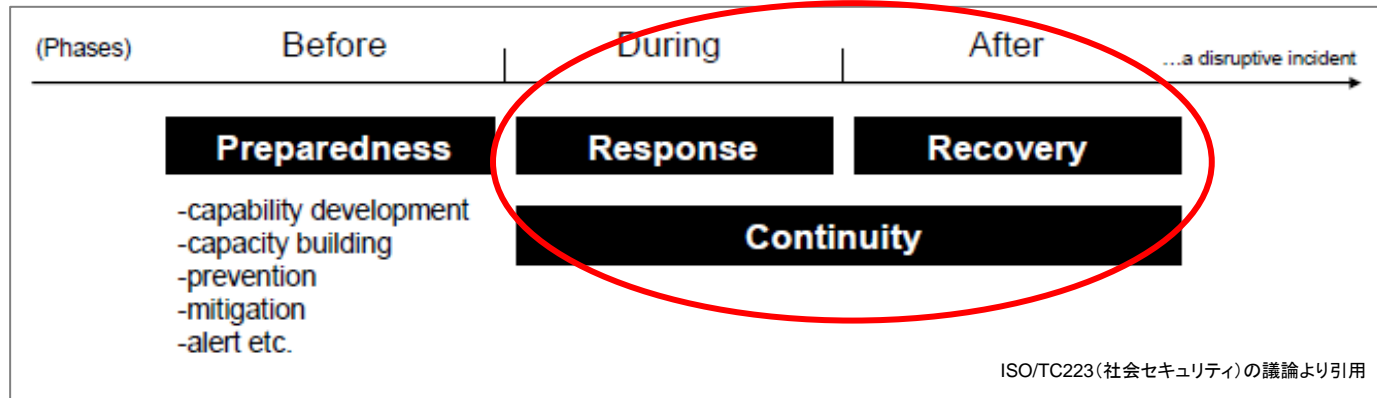 (Phases) Before During After …a disruptive incident
Preparedness Response Recovery
Continuity
-capability development
-capacity building
-prevention
-mitigation
-alert etc.
ISO/TC223(社会セキュリティ)の議論より引用